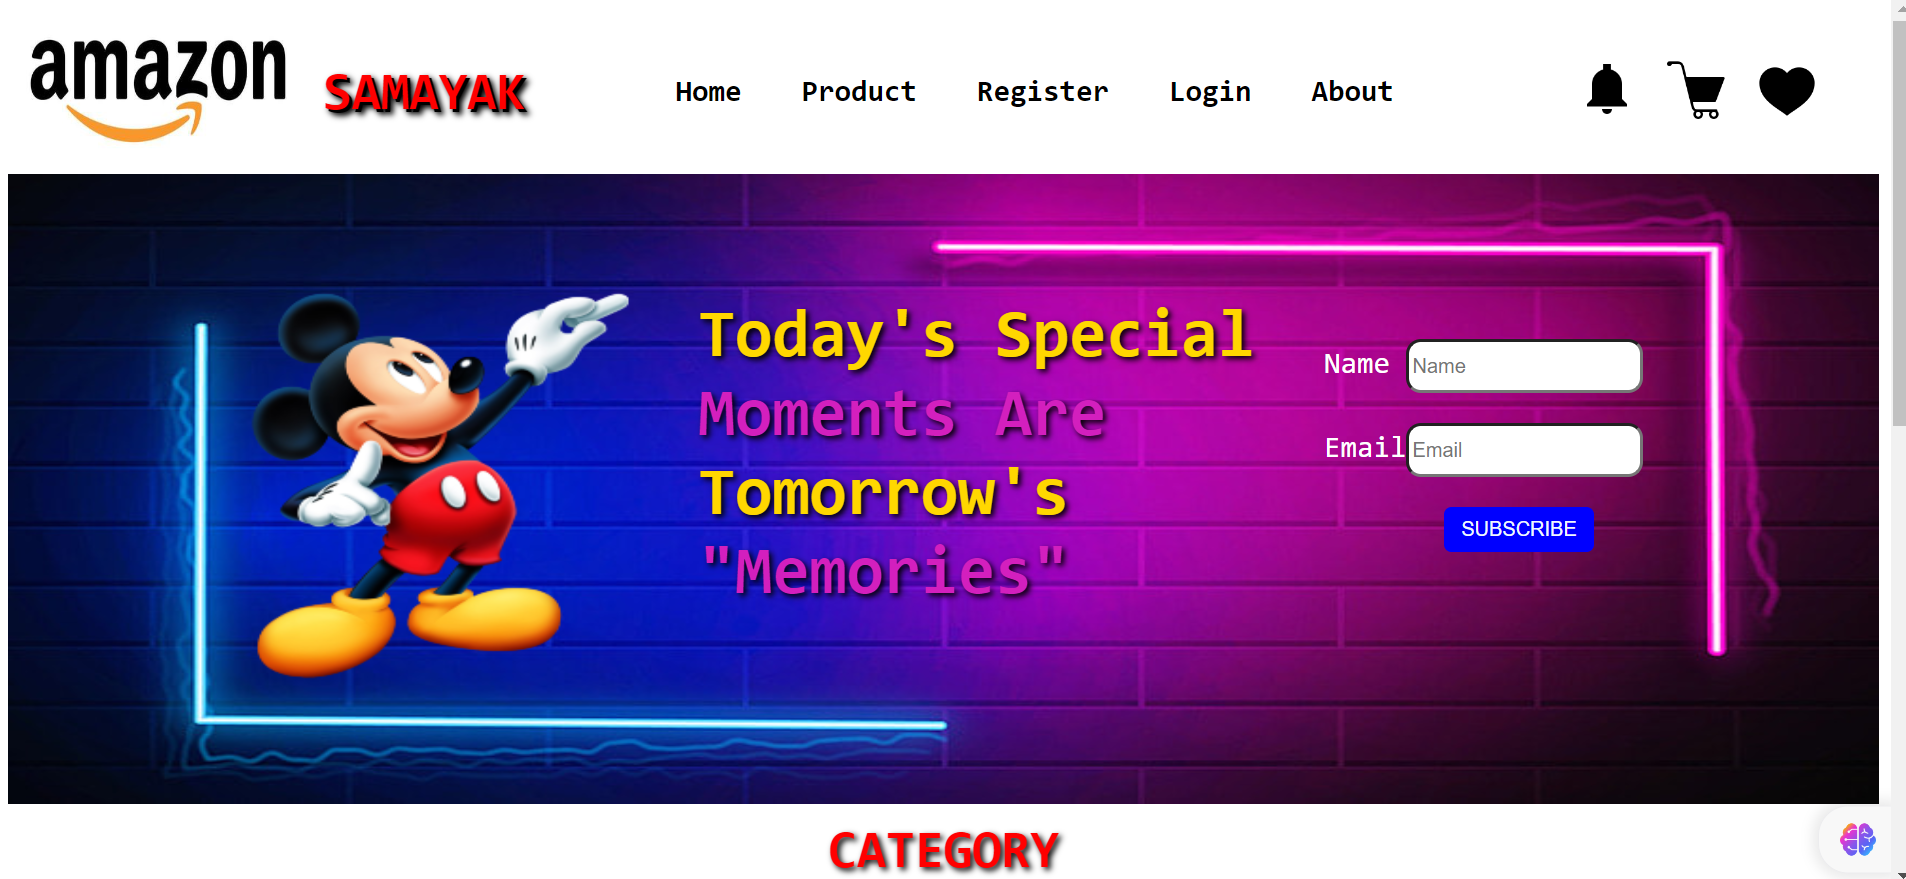 amazon
SAMAYAK
Home Product Register Login About
Today's Special
Moments Are
Tomorrow's
"Memories"
Name Name
Email Email
SUBSCRIBE
CATEGORY